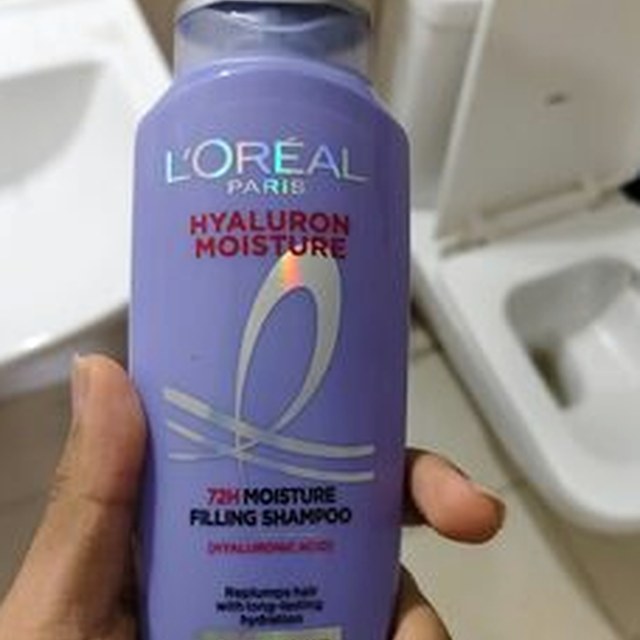 L'ORÉAL
PARIS
HYALURON
MOISTURE
72H MOISTURE
FILLING SHAMPOO
[HYALURONIC ACID]
Replumps hair
with long-lasting
hydration